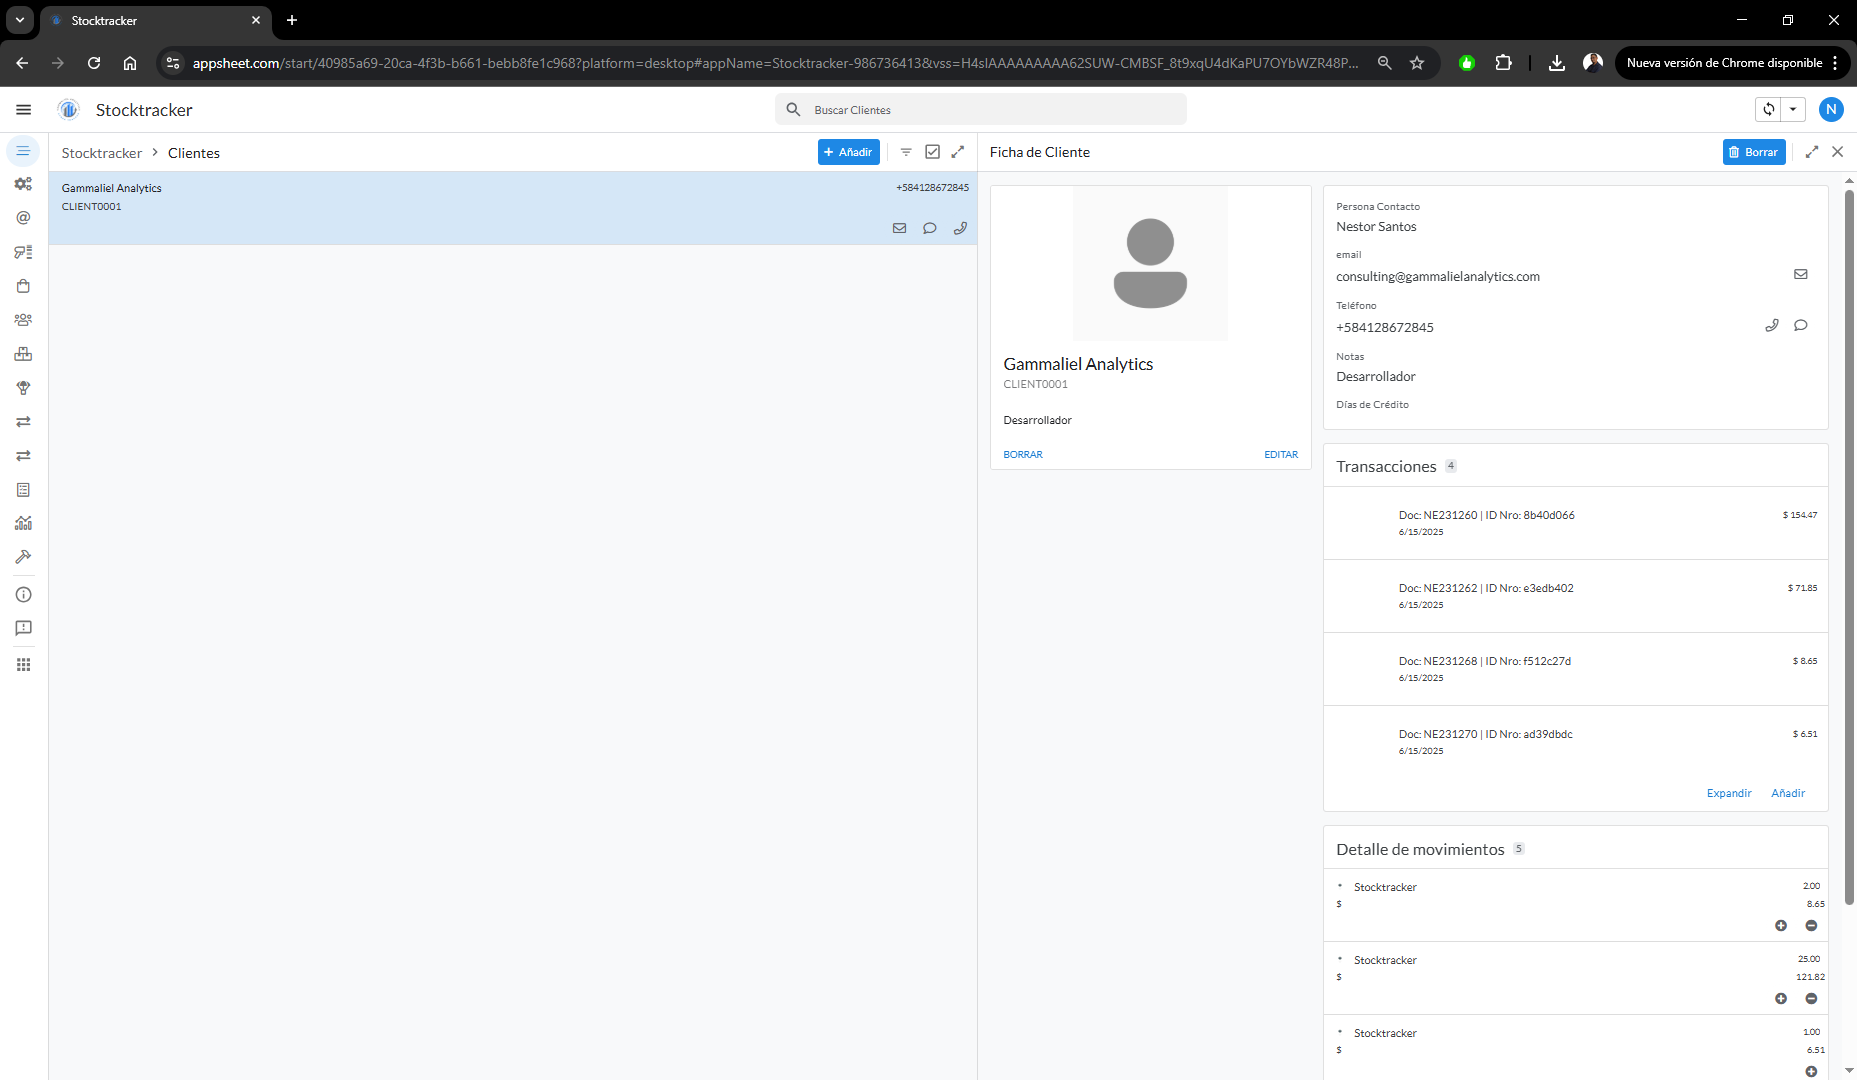 Stocktracker
appsheet.com/start/40985a69-20ca-4f3b-b661-bebb8fe1c968?platform=desktop#appName=Stocktracker-986736413&vss=H4sIAAAAAAAAA62SUW-CMBSF_8t9xqU4dKaPU7OYbWZR48P...
Nueva versión de Chrome disponible
Stocktracker
Buscar Clientes
N
Stocktracker > Clientes
+ Añadir
Gammaliel Analytics
+584128672845
CLIENT0001
Ficha de Cliente
Borrar
Gammaliel Analytics
CLIENT0001
Desarrollador
BORRAR
EDITAR
Persona Contacto
Nestor Santos
email
consulting@gammalielanalytics.com
Teléfono
+584128672845
Notas
Desarrollador
Días de Crédito
Transacciones 4
Doc: NE231260 | ID Nro: 8b40d066
$ 154.47
6/15/2025
Doc: NE231262 | ID Nro: e3edb402
$ 71.85
6/15/2025
Doc: NE231268 | ID Nro: f512c27d
$ 8.65
6/15/2025
Doc: NE231270 | ID Nro: ad39dbdc
$ 6.51
6/15/2025
Expandir
Añadir
Detalle de movimientos 5
* Stocktracker
2.00
$
8.65
* Stocktracker
25.00
$
121.82
* Stocktracker
1.00
$
6.51